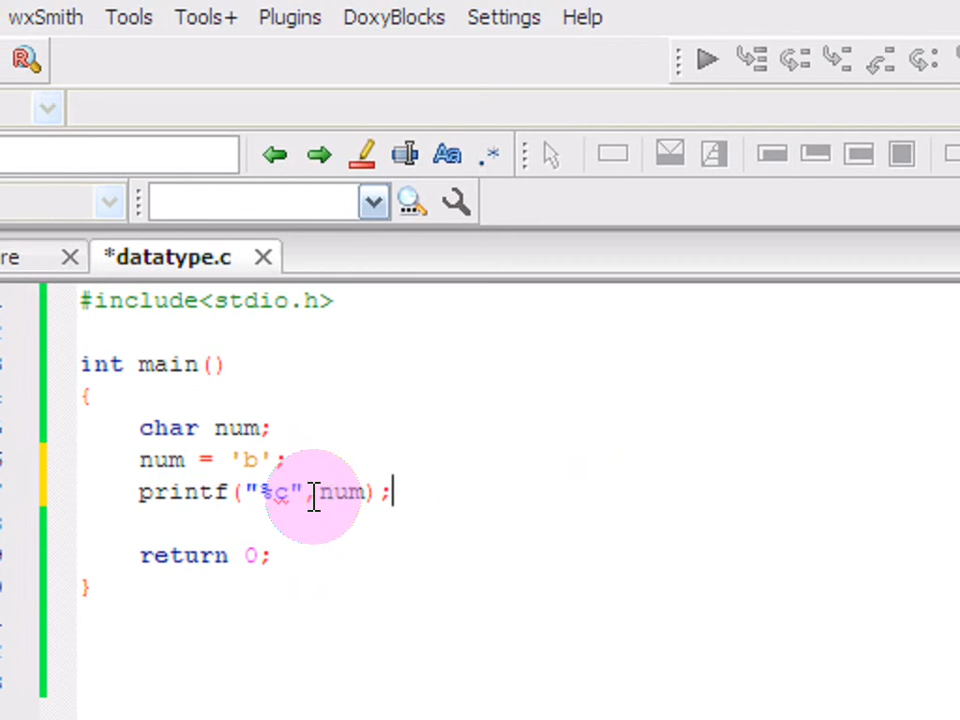 wxSmith Tools Tools+ Plugins DoxyBlocks Settings Help
re *datatype.c
#include<stdio.h>
int main()
{
char num;
num = 'b';
printf("%c",num);
return 0;
}